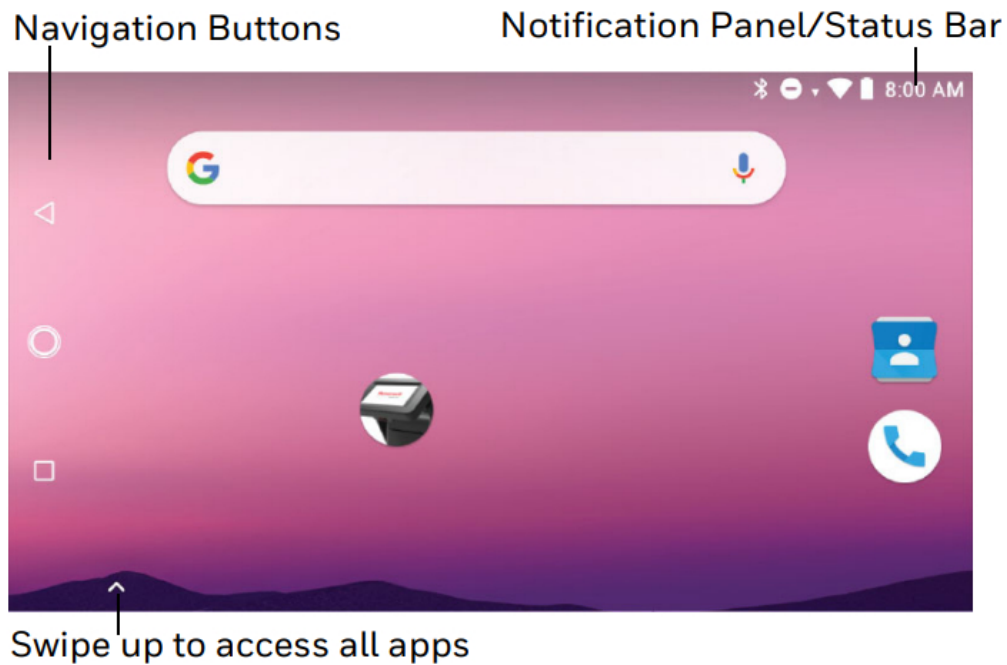 Navigation Buttons
Notification Panel/Status Bar
8:00 AM
Swipe up to access all apps